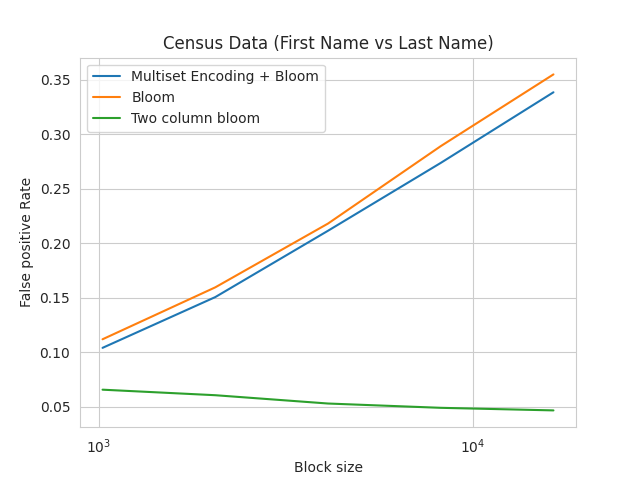 Census Data (First Name vs Last Name)
Multiset Encoding + Bloom
Bloom
Two column bloom
False positive Rate
0.35
0.30
0.25
0.20
0.15
0.10
0.05
10³
10⁴
Block size